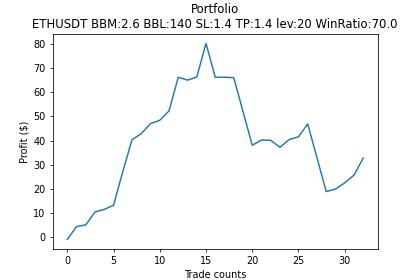 Portfolio
ETHUSDT BBM:2.6 BBL:140 SL:1.4 TP:1.4 lev:20 WinRatio:70.0
80
70
60
50
40
30
20
10
0
Profit ($)
0 5 10 15 20 25 30
Trade counts